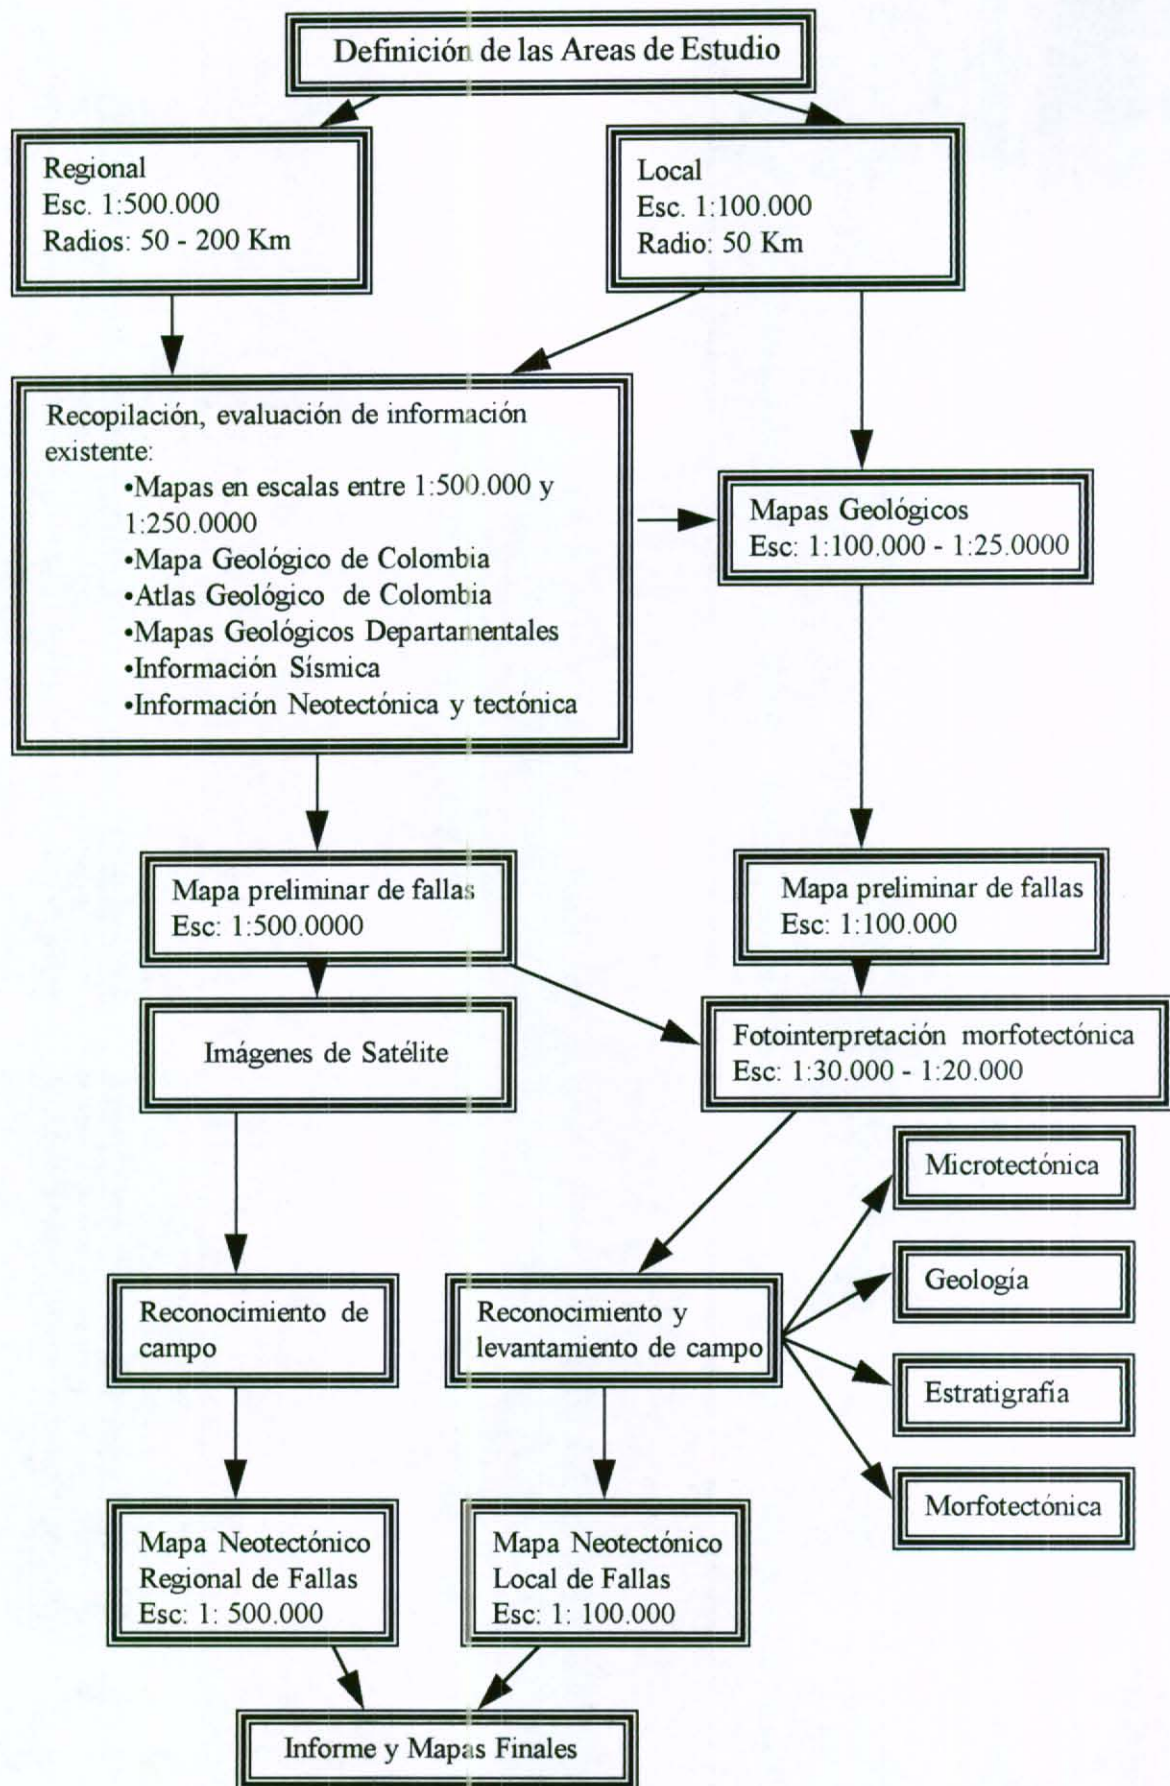 Definición de las Areas de Estudio
Regional
Esc. 1:500.000
Radios: 50 - 200 Km
Local
Esc. 1:100.000
Radio: 50 Km
Recopilación, evaluación de información
existente:
•Mapas en escalas entre 1:500.000 y
1:250.0000
•Mapa Geológico de Colombia
•Atlas Geológico de Colombia
•Mapas Geológicos Departamentales
•Información Sísmica
•Información Neotectónica y tectónica
Mapas Geológicos
Esc: 1:100.000 - 1:25.0000
Mapa preliminar de fallas
Esc: 1:500.0000
Mapa preliminar de fallas
Esc: 1:100.000
Imágenes de Satélite
Fotointerpretación morfotectónica
Esc: 1:30.000 - 1:20.000
Microtectónica
Geología
Estratigrafía
Morfotectónica
Reconocimiento de
campo
Reconocimiento y
levantamiento de campo
Mapa Neotectónico
Regional de Fallas
Esc: 1: 500.000
Mapa Neotectónico
Local de Fallas
Esc: 1: 100.000
Informe y Mapas Finales